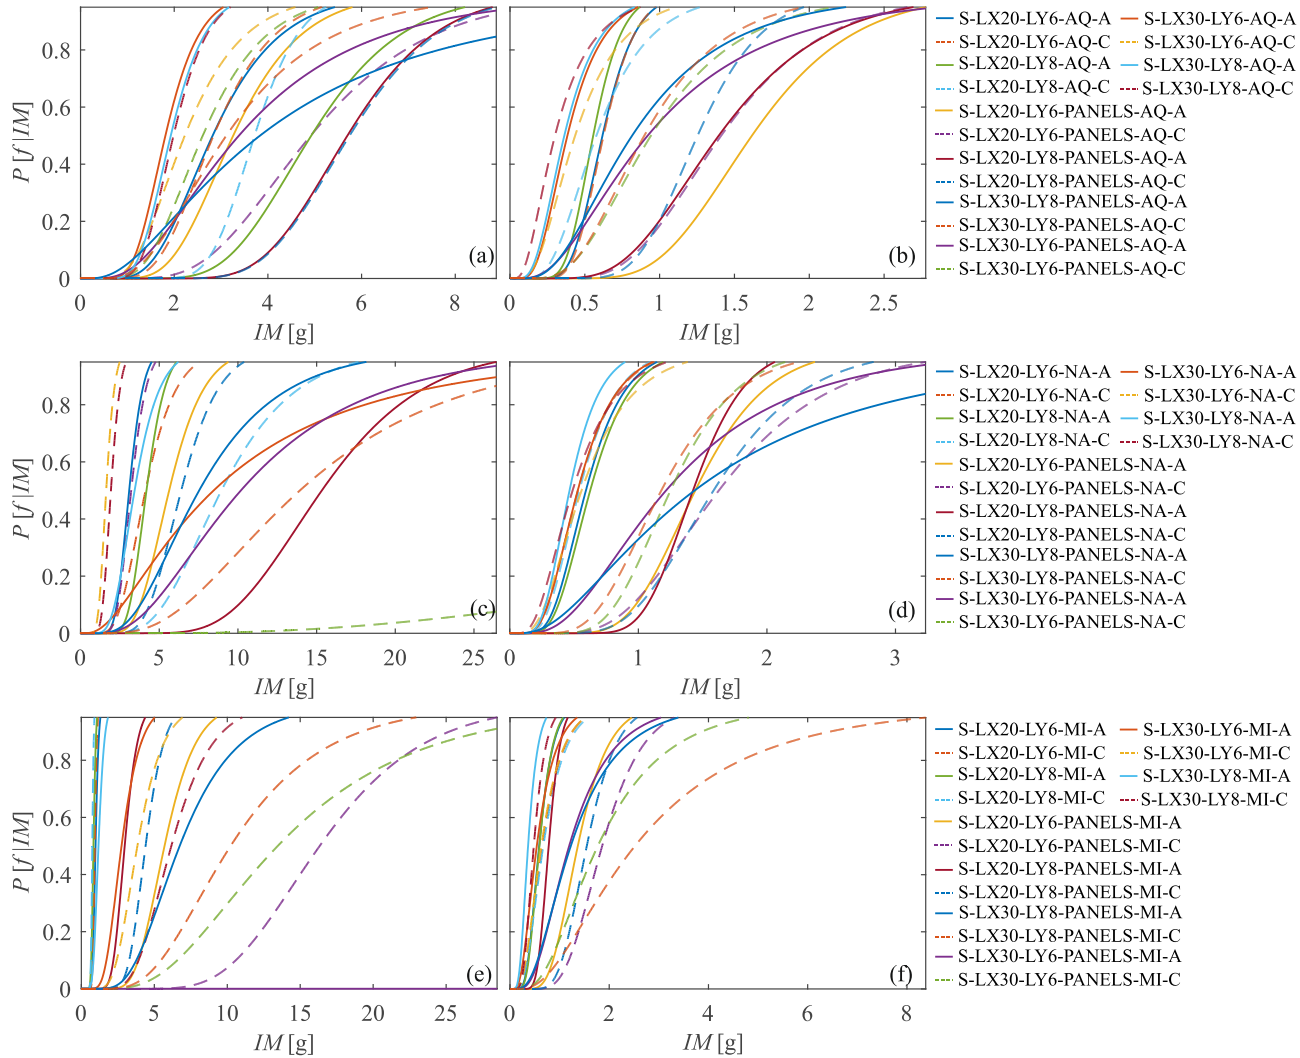 P [f | IM]
0.8
0.6
0.4
0.2
0
0 2 4 6 8
IM [g]
(a)
0 0.5 1 1.5 2 2.5
IM [g]
(b)
S-LX20-LY6-AQ-A S-LX30-LY6-AQ-A
S-LX20-LY6-AQ-C S-LX30-LY6-AQ-C
S-LX20-LY8-AQ-A S-LX30-LY8-AQ-A
S-LX20-LY8-AQ-C S-LX30-LY8-AQ-C
S-LX20-LY6-PANELS-AQ-A
S-LX20-LY6-PANELS-AQ-C
S-LX20-LY8-PANELS-AQ-A
S-LX20-LY8-PANELS-AQ-C
S-LX30-LY8-PANELS-AQ-A
S-LX30-LY8-PANELS-AQ-C
S-LX30-LY6-PANELS-AQ-A
S-LX30-LY6-PANELS-AQ-C
P [f | IM]
0.8
0.6
0.4
0.2
0
0 5 10 15 20 25
IM [g]
(c)
0 1 2 3
IM [g]
(d)
S-LX20-LY6-NA-A S-LX30-LY6-NA-A
S-LX20-LY6-NA-C S-LX30-LY6-NA-C
S-LX20-LY8-NA-A S-LX30-LY8-NA-A
S-LX20-LY8-NA-C S-LX30-LY8-NA-C
S-LX20-LY6-PANELS-NA-A
S-LX20-LY6-PANELS-NA-C
S-LX20-LY8-PANELS-NA-A
S-LX20-LY8-PANELS-NA-C
S-LX30-LY8-PANELS-NA-A
S-LX30-LY8-PANELS-NA-C
S-LX30-LY6-PANELS-NA-A
S-LX30-LY6-PANELS-NA-C
P [f | IM]
0.8
0.6
0.4
0.2
0
0 5 10 15 20 25
IM [g]
(e)
0 2 4 6 8
IM [g]
(f)
S-LX20-LY6-MI-A S-LX30-LY6-MI-A
S-LX20-LY6-MI-C S-LX30-LY6-MI-C
S-LX20-LY8-MI-A S-LX30-LY8-MI-A
S-LX20-LY8-MI-C S-LX30-LY8-MI-C
S-LX20-LY6-PANELS-MI-A
S-LX20-LY6-PANELS-MI-C
S-LX20-LY8-PANELS-MI-A
S-LX20-LY8-PANELS-MI-C
S-LX30-LY8-PANELS-MI-A
S-LX30-LY8-PANELS-MI-C
S-LX30-LY6-PANELS-MI-A
S-LX30-LY6-PANELS-MI-C